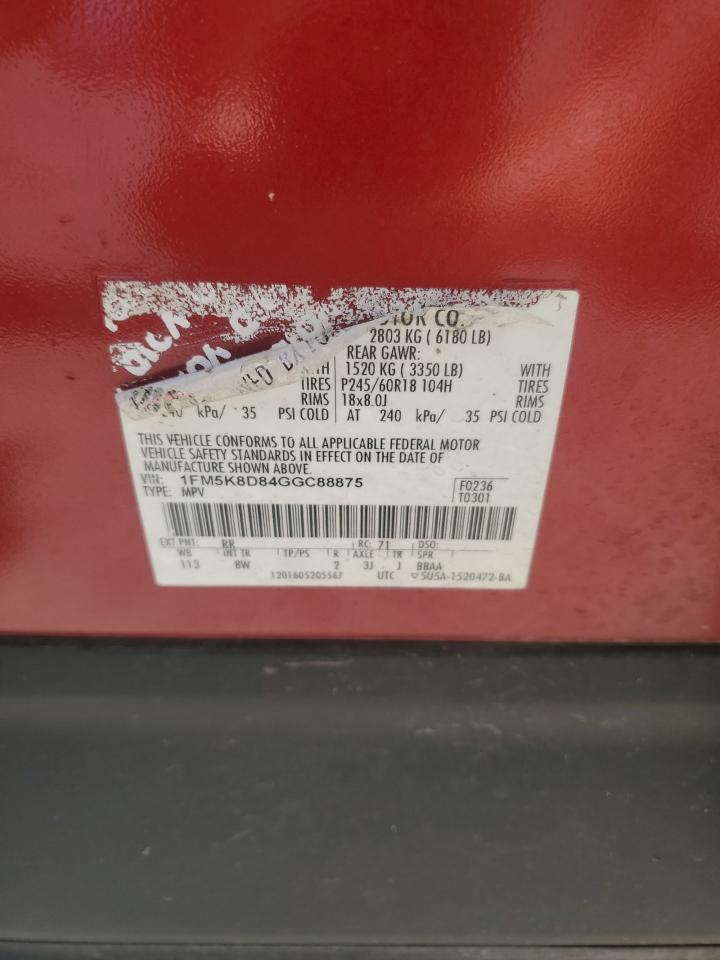 MOTOR CO.
2803 KG ( 6180 LB)
REAR GAWR:
1520 KG ( 3350 LB) WITH
TIRES P245/60R18 104H TIRES
RIMS 18x8.0J RIMS
240 kPa/ 35 PSI COLD AT 240 kPa/ 35 PSI COLD
THIS VEHICLE CONFORMS TO ALL APPLICABLE FEDERAL MOTOR
VEHICLE SAFETY STANDARDS IN EFFECT ON THE DATE OF
MANUFACTURE SHOWN ABOVE.
VIN: 1FM5K8D84GGC88875 F0236
TYPE: MPV T0301
EXT PNT: RR RC: 71 DSO:
WB INT TR TP/PS R AXLE TR SPR
113 8W 2 3J J BBAA
1201605205567 UTC ▽5U5A-1520472-BA